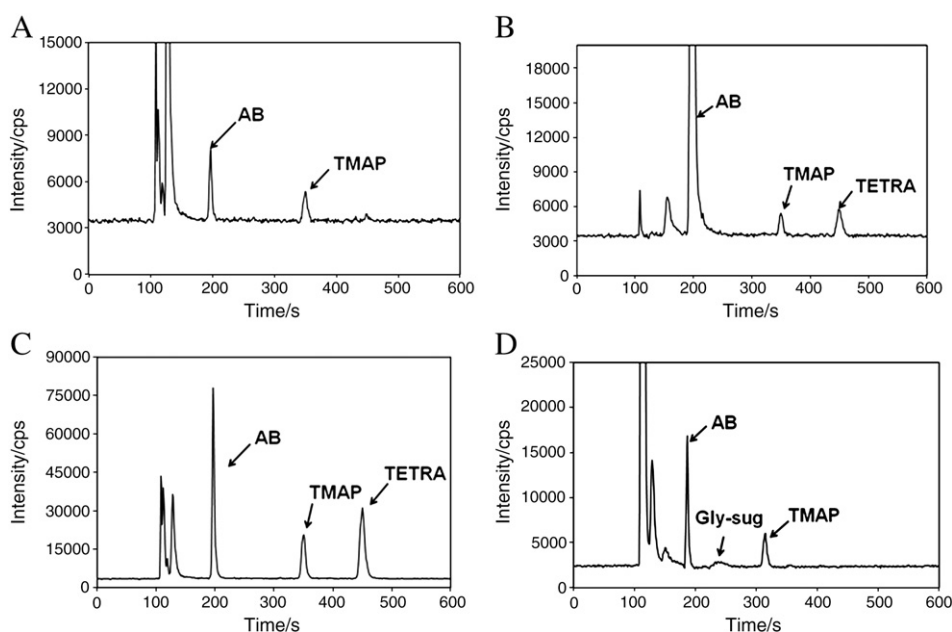 A
15000
12000
9000
6000
3000
0
Intensity/cps
AB
TMAP
0 100 200 300 400 500 600
Time/s
B
18000
15000
12000
9000
6000
3000
0
Intensity/cps
AB
TMAP
TETRA
0 100 200 300 400 500 600
Time/s
C
90000
75000
60000
45000
30000
15000
0
Intensity/cps
AB
TMAP
TETRA
0 100 200 300 400 500 600
Time/s
D
25000
20000
15000
10000
5000
0
Intensity/cps
AB
Gly-sug
TMAP
0 100 200 300 400 500 600
Time/s